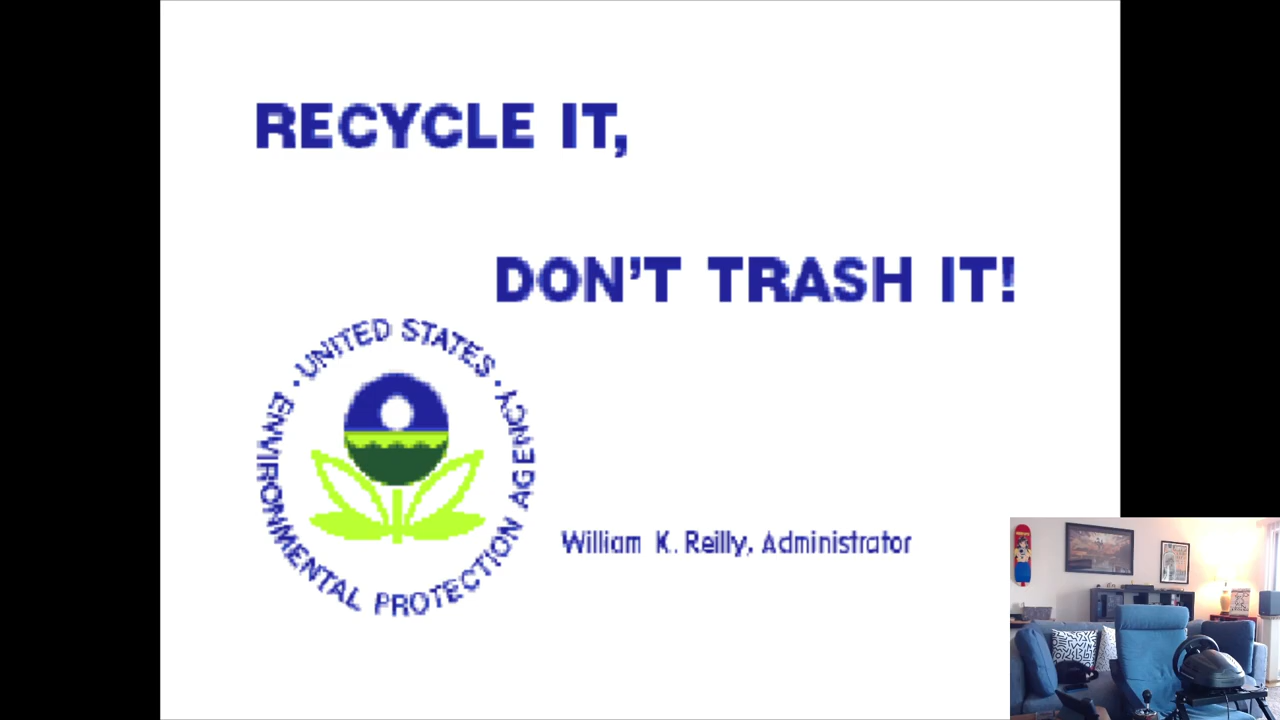 RECYCLE IT,
DON'T TRASH IT!
· UNITED STATES ·
ENVIRONMENTAL PROTECTION AGENCY
William K. Reilly, Administrator